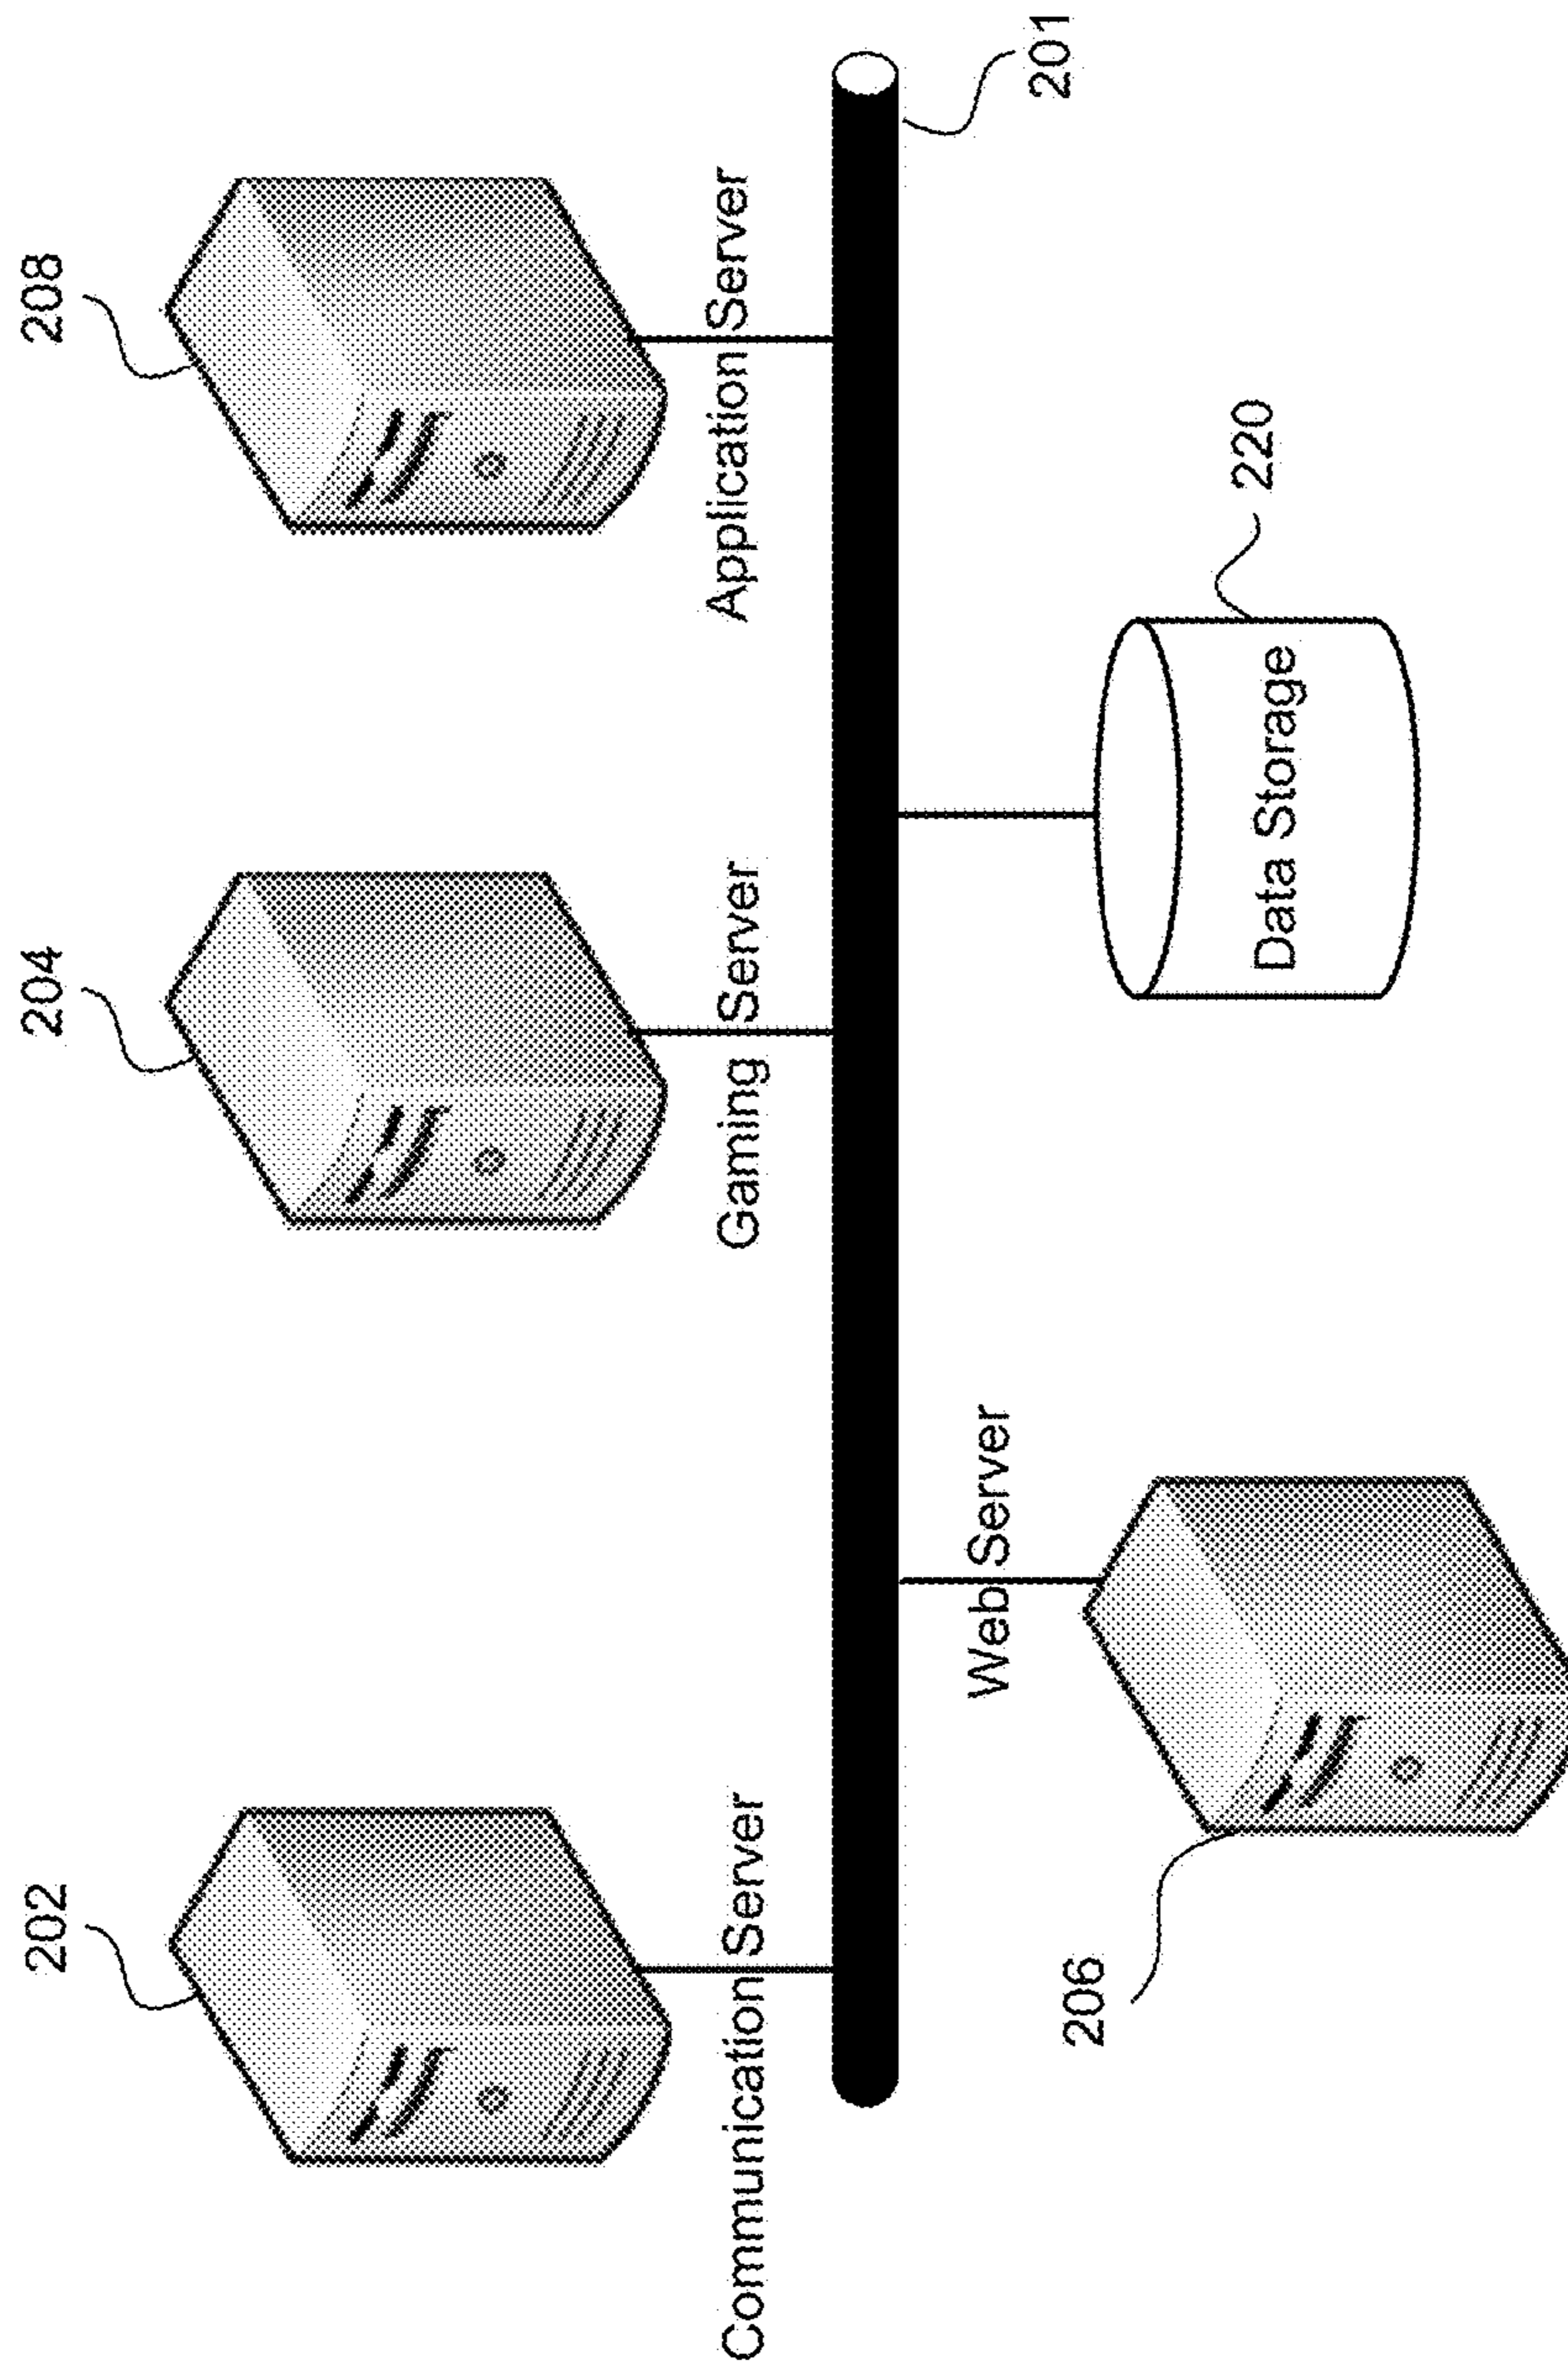 202
204
208
Communication Server
Gaming Server
Application Server
201
Web Server
206
220
Data Storage